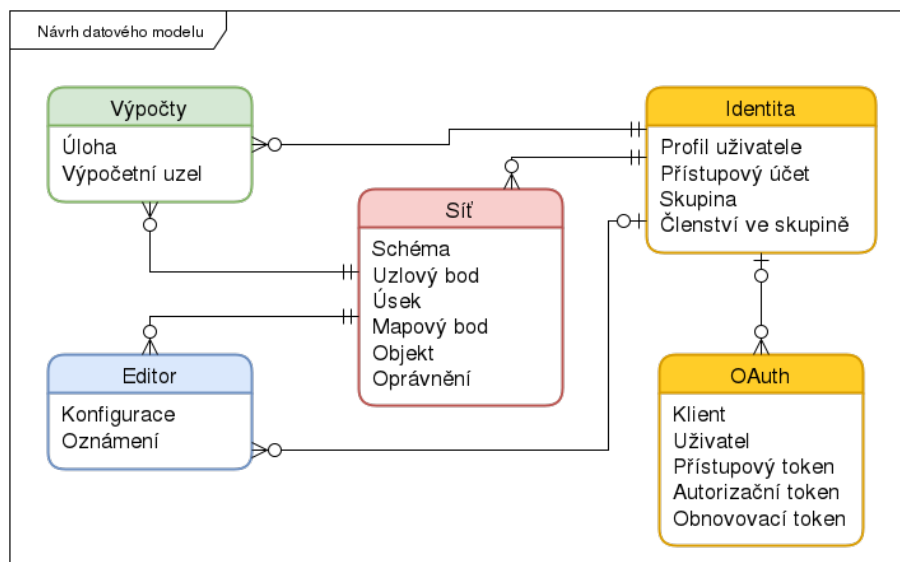 Návrh datového modelu
Výpočty
Úloha
Výpočetní uzel
Identita
Profil uživatele
Přístupový účet
Skupina
Členství ve skupině
Síť
Schéma
Uzlový bod
Úsek
Mapový bod
Objekt
Oprávnění
Editor
Konfigurace
Oznámení
OAuth
Klient
Uživatel
Přístupový token
Autorizační token
Obnovovací token